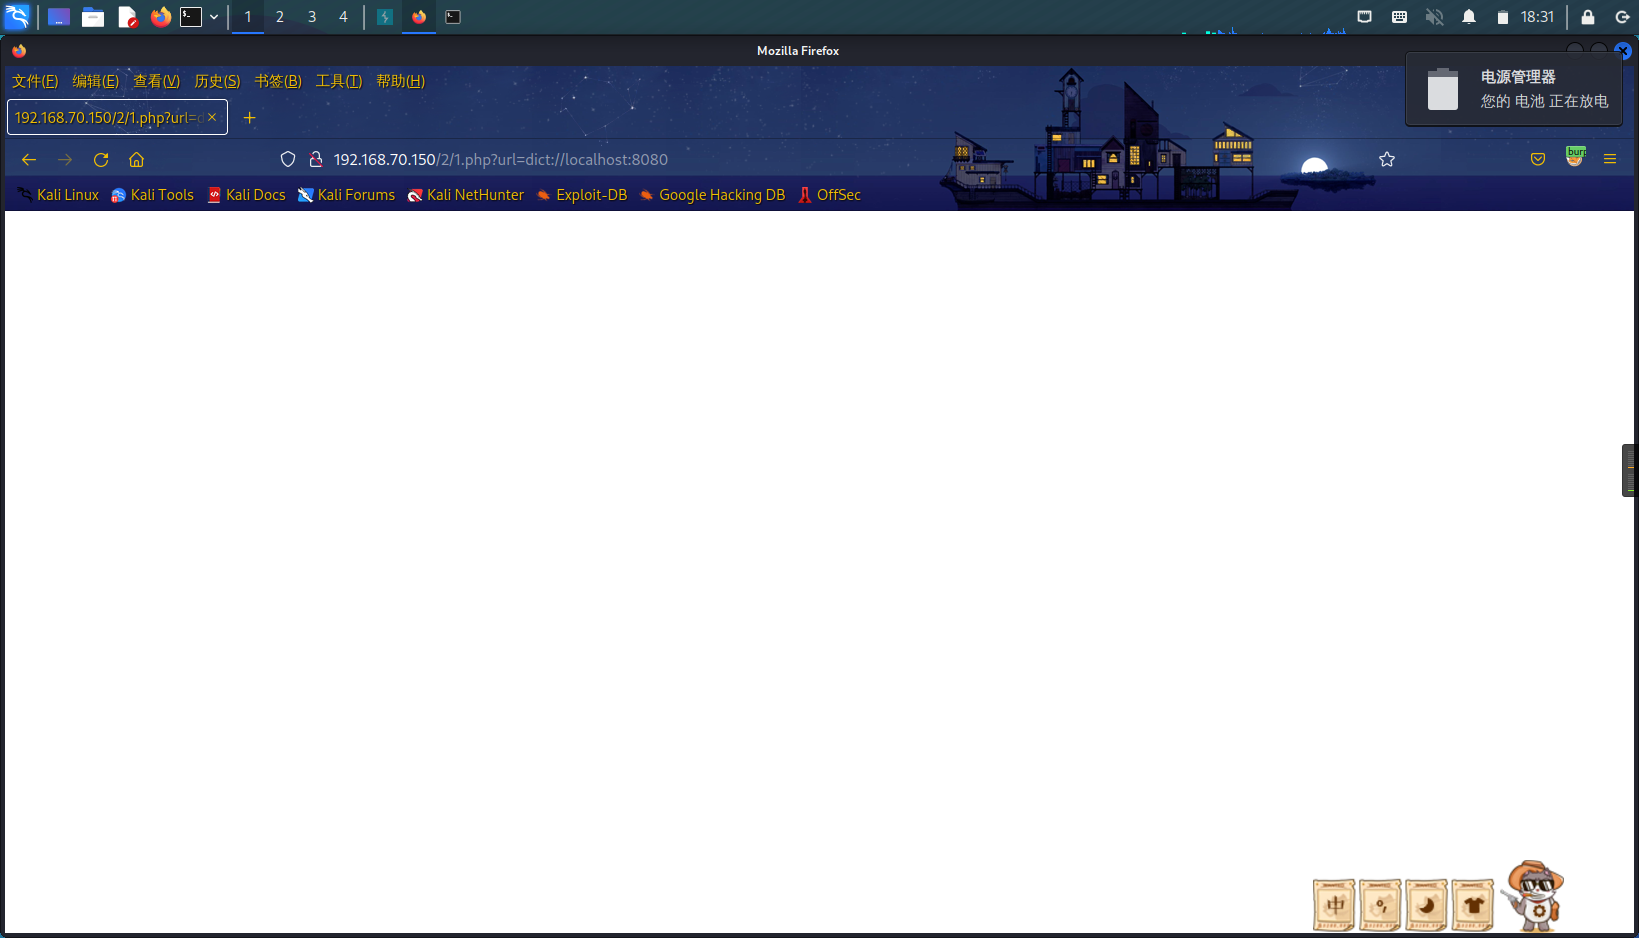 1 2 3 4 18:31
Mozilla Firefox
文件(F) 编辑(E) 查看(V) 历史(S) 书签(B) 工具(T) 帮助(H)
电源管理器
您的 电池 正在放电
192.168.70.150/2/1.php?url=d
192.168.70.150/2/1.php?url=dict://localhost:8080
burp
Kali Linux Kali Tools Kali Docs Kali Forums Kali NetHunter Exploit-DB Google Hacking DB OffSec
中